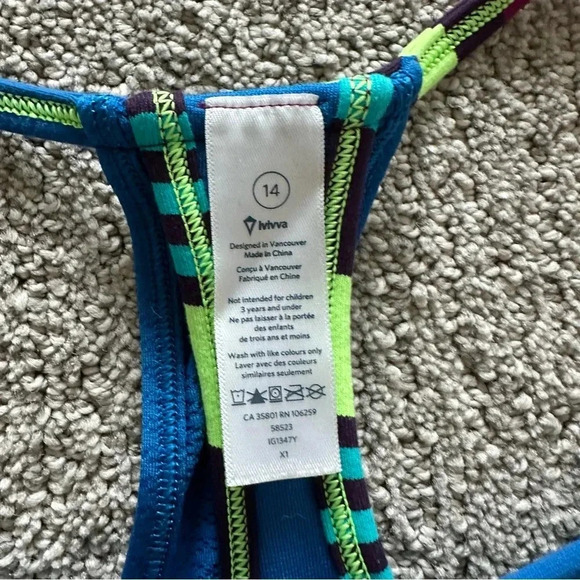 14
ivivva
Designed in Vancouver
Made in China
Conçu à Vancouver
Fabriqué en Chine
Not intended for children
3 years and under
Ne pas laisser à la portée
des enfants
de trois ans et moins
Wash with like colours only
Laver avec des couleurs
similaires seulement
CA 35801 RN 106259
58523
IG1347Y
X1